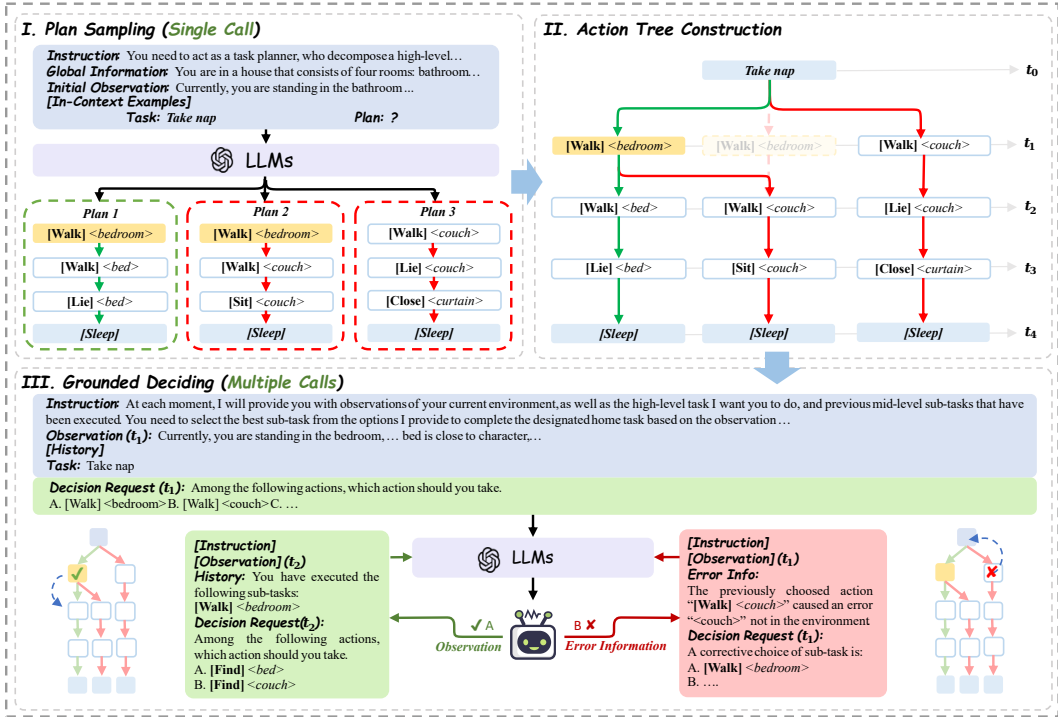 I. Plan Sampling (Single Call)
Instruction: You need to act as a task planner, who decompose a high-level…
Global Information: You are in a house that consists of four rooms: bathroom…
Initial Observation: Currently, you are standing in the bathroom …
[In-Context Examples]
Task: Take nap Plan: ?
LLMs
Plan 1
[Walk] <bedroom>
[Walk] <bed>
[Lie] <bed>
[Sleep]
Plan 2
[Walk] <bedroom>
[Walk] <couch>
[Sit] <couch>
[Sleep]
Plan 3
[Walk] <couch>
[Lie] <couch>
[Close] <curtain>
[Sleep]
II. Action Tree Construction
Take nap t0
[Walk] <bedroom> [Walk] <bedroom> [Walk] <couch> t1
[Walk] <bed> [Walk] <couch> [Lie] <couch> t2
[Lie] <bed> [Sit] <couch> [Close] <curtain> t3
[Sleep] [Sleep] [Sleep] t4
III. Grounded Deciding (Multiple Calls)
Instruction: At each moment, I will provide you with observations of your current environment, as well as the high-level task I want you to do, and previous mid-level sub-tasks that have
been executed. You need to select the best sub-task from the options I provide to complete the designated home task based on the observation …
Observation (t1): Currently, you are standing in the bedroom, … bed is close to character,…
[History]
Task: Take nap
Decision Request (t1): Among the following actions, which action should you take.
A. [Walk] <bedroom> B. [Walk] <couch> C. …
[Instruction]
[Observation] (t2)
History: You have executed the
following sub-tasks:
[Walk] <bedroom>
Decision Request(t2):
Among the following actions,
which action should you take.
A. [Find] <bed>
B. [Find] <couch>
LLMs
✔ A
Observation
B ✘
Error Information
[Instruction]
[Observation] (t1)
Error Info:
The previously choosed action
“[Walk] <couch>” caused an error
“<couch>” not in the environment
Decision Request (t1):
A corrective choice of sub-task is:
A. [Walk] <bedroom>
B. ….